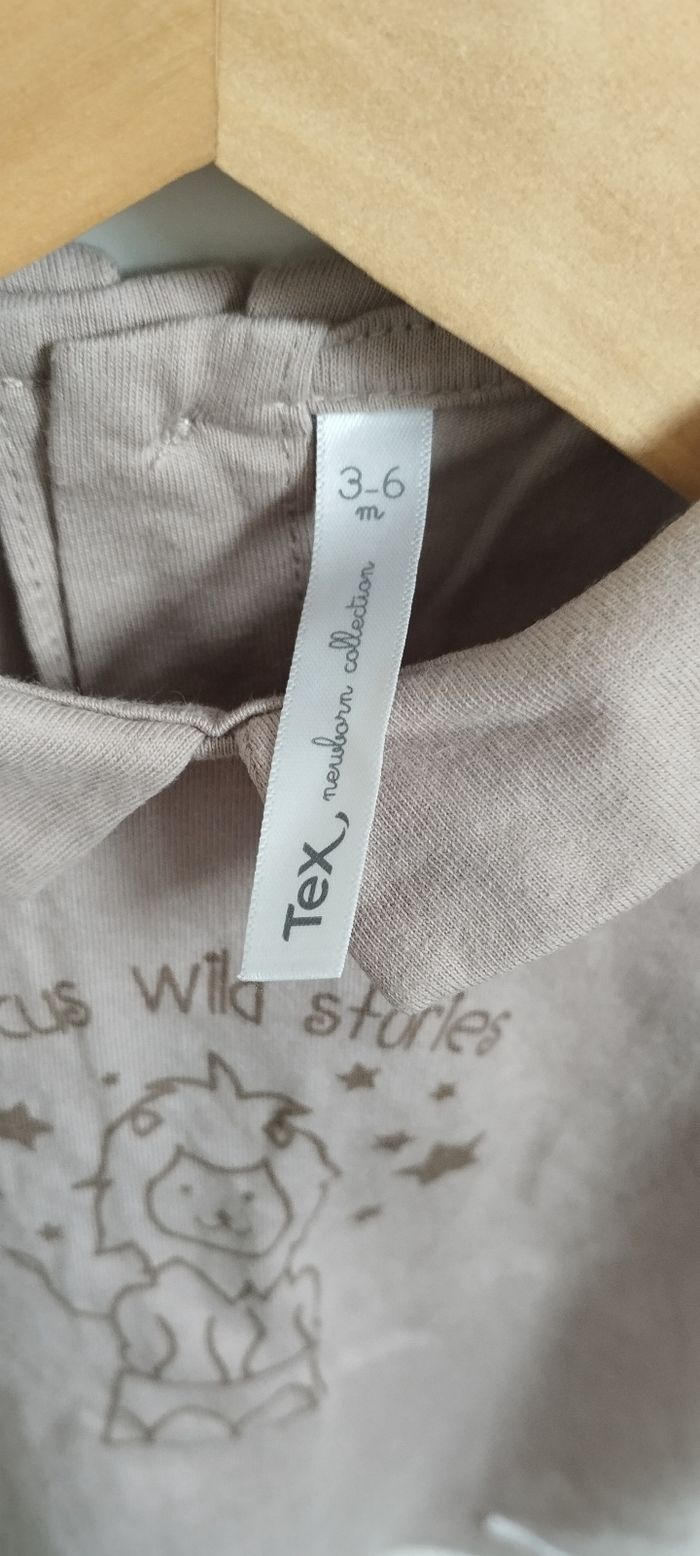 3-6
m
Tex, newborn collection
wild stories